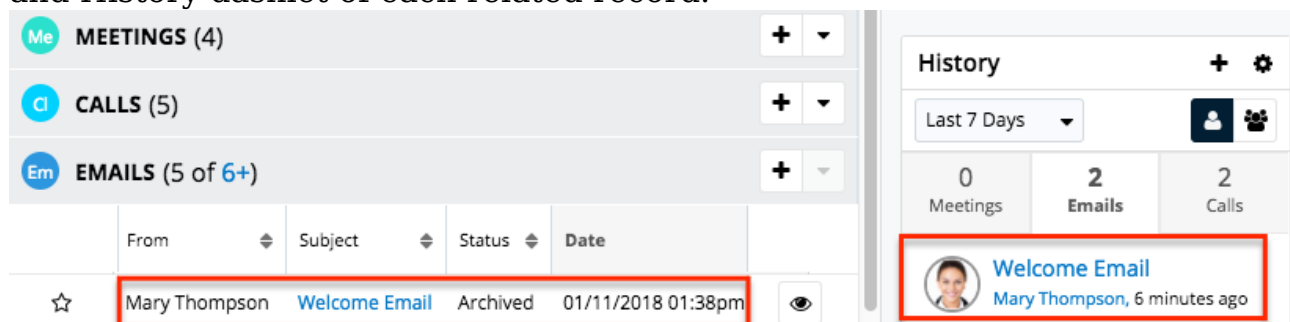 and History dashlet of each related record.
Me MEETINGS (4)
Cl CALLS (5)
Em EMAILS (5 of 6+)
From Subject Status Date
Mary Thompson Welcome Email Archived 01/11/2018 01:38pm
History
Last 7 Days
0 2 2
Meetings Emails Calls
Welcome Email
Mary Thompson, 6 minutes ago